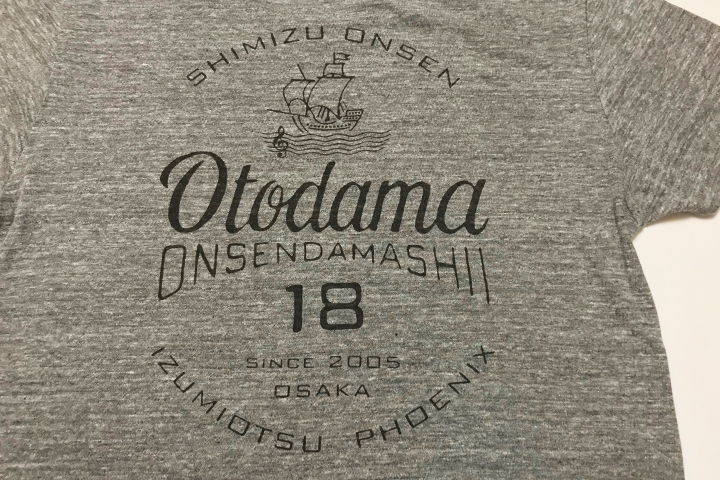 SHIMIZU ONSEN
Otodama
ONSENDAMASHII
18
SINCE 2005
OSAKA
IZUMIOTSU PHOENIX